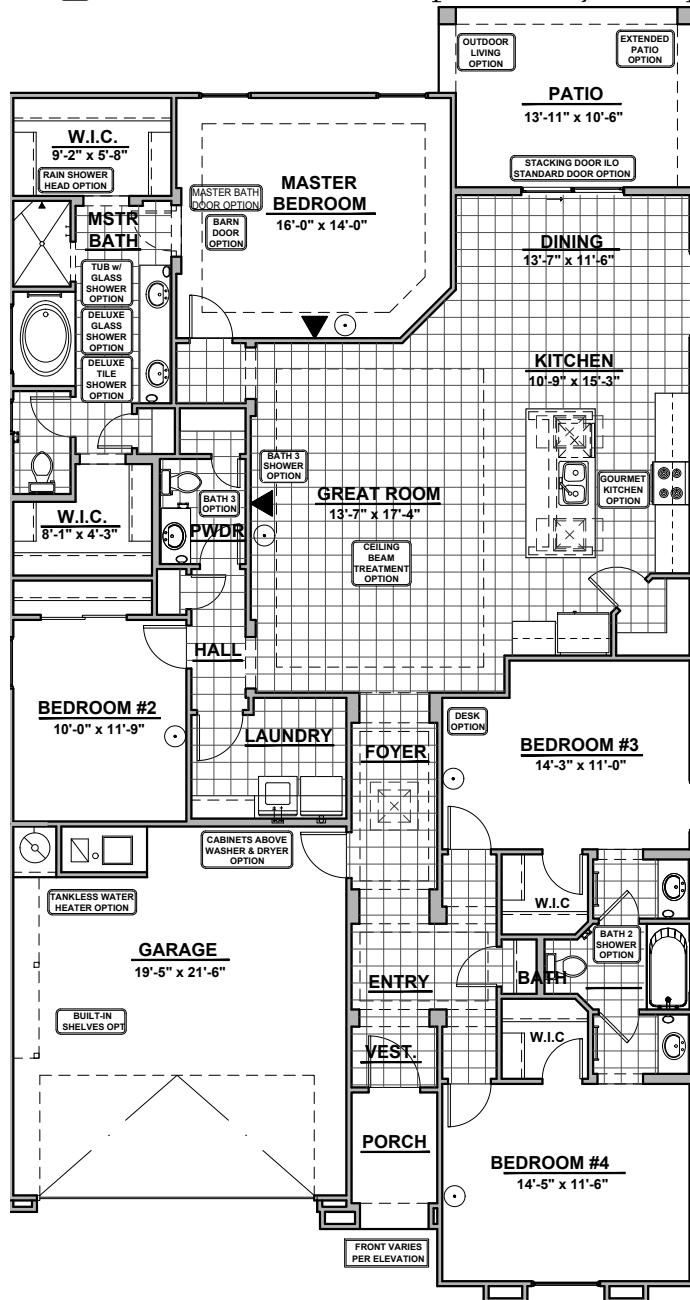 OUTDOOR
LIVING
OPTION
EXTENDED
PATIO
OPTION
PATIO
13'-11" x 10'-6"
STACKING DOOR ILO
STANDARD DOOR OPTION
W.I.C.
9'-2" x 5'-8"
RAIN SHOWER
HEAD OPTION
MASTER
BEDROOM
16'-0" x 14'-0"
MASTER BATH
DOOR OPTION
BARN
DOOR
OPTION
MSTR
BATH
TUB w/
GLASS
SHOWER
OPTION
DELUXE
GLASS
SHOWER
OPTION
DELUXE
TILE
SHOWER
OPTION
DINING
13'-7" x 11'-6"
KITCHEN
10'-9" x 15'-3"
GOURMET
KITCHEN
OPTION
BATH 3
SHOWER
OPTION
GREAT ROOM
13'-7" x 17'-4"
CEILING
BEAM
TREATMENT
OPTION
BATH 3
OPTION
PWDR
W.I.C.
8'-1" x 4'-3"
HALL
BEDROOM #2
10'-0" x 11'-9"
LAUNDRY
FOYER
DESK
OPTION
BEDROOM #3
14'-3" x 11'-0"
CABINETS ABOVE
WASHER & DRYER
OPTION
TANKLESS WATER
HEATER OPTION
GARAGE
19'-5" x 21'-6"
BUILT-IN
SHELVES OPT
W.I.C
BATH 2
SHOWER
OPTION
BATH
ENTRY
W.I.C
VEST.
PORCH
BEDROOM #4
14'-5" x 11'-6"
FRONT VARIES
PER ELEVATION